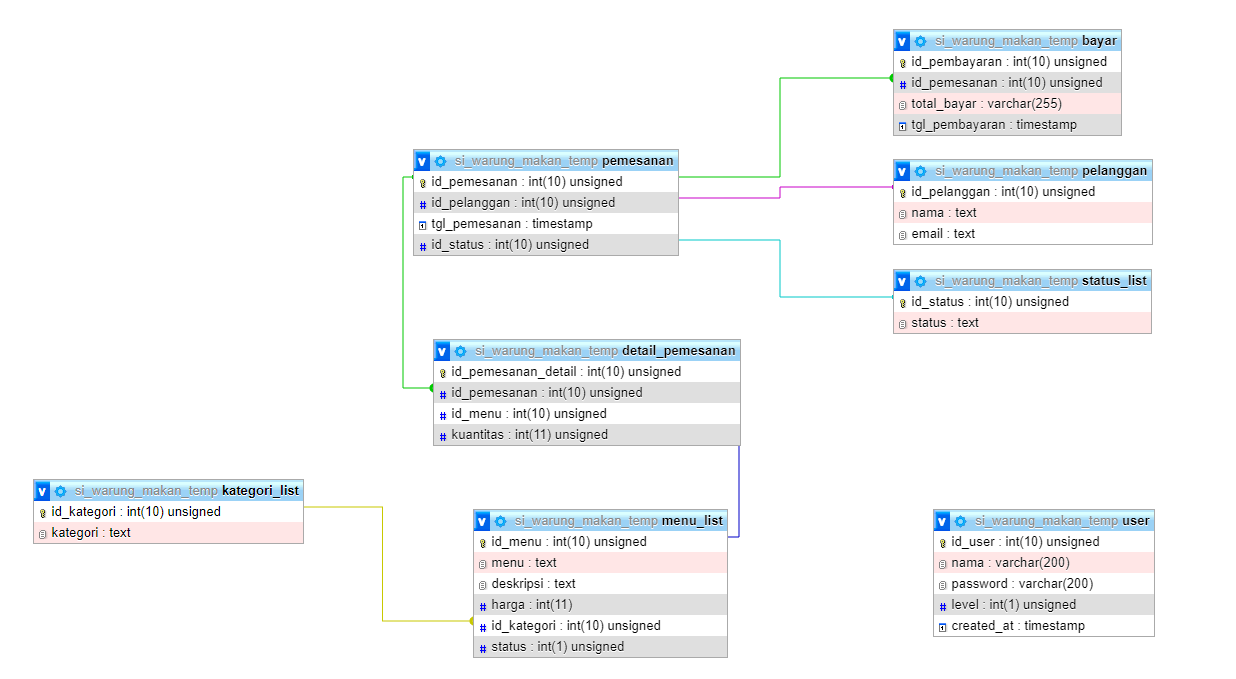 si_warung_makan_temp bayar
id_pembayaran : int(10) unsigned
id_pemesanan : int(10) unsigned
total_bayar : varchar(255)
tgl_pembayaran : timestamp
si_warung_makan_temp pemesanan
id_pemesanan : int(10) unsigned
id_pelanggan : int(10) unsigned
tgl_pemesanan : timestamp
id_status : int(10) unsigned
si_warung_makan_temp pelanggan
id_pelanggan : int(10) unsigned
nama : text
email : text
si_warung_makan_temp status_list
id_status : int(10) unsigned
status : text
si_warung_makan_temp detail_pemesanan
id_pemesanan_detail : int(10) unsigned
id_pemesanan : int(10) unsigned
id_menu : int(10) unsigned
kuantitas : int(11) unsigned
si_warung_makan_temp kategori_list
id_kategori : int(10) unsigned
kategori : text
si_warung_makan_temp menu_list
id_menu : int(10) unsigned
menu : text
deskripsi : text
harga : int(11)
id_kategori : int(10) unsigned
status : int(1) unsigned
si_warung_makan_temp user
id_user : int(10) unsigned
nama : varchar(200)
password : varchar(200)
level : int(1) unsigned
created_at : timestamp